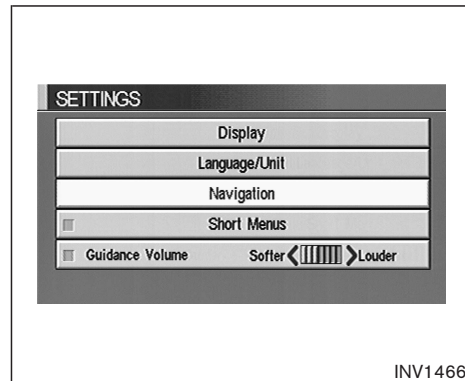 SETTINGS
Display
Language/Unit
Navigation
Short Menus
Guidance Volume Softer Louder
INV1466